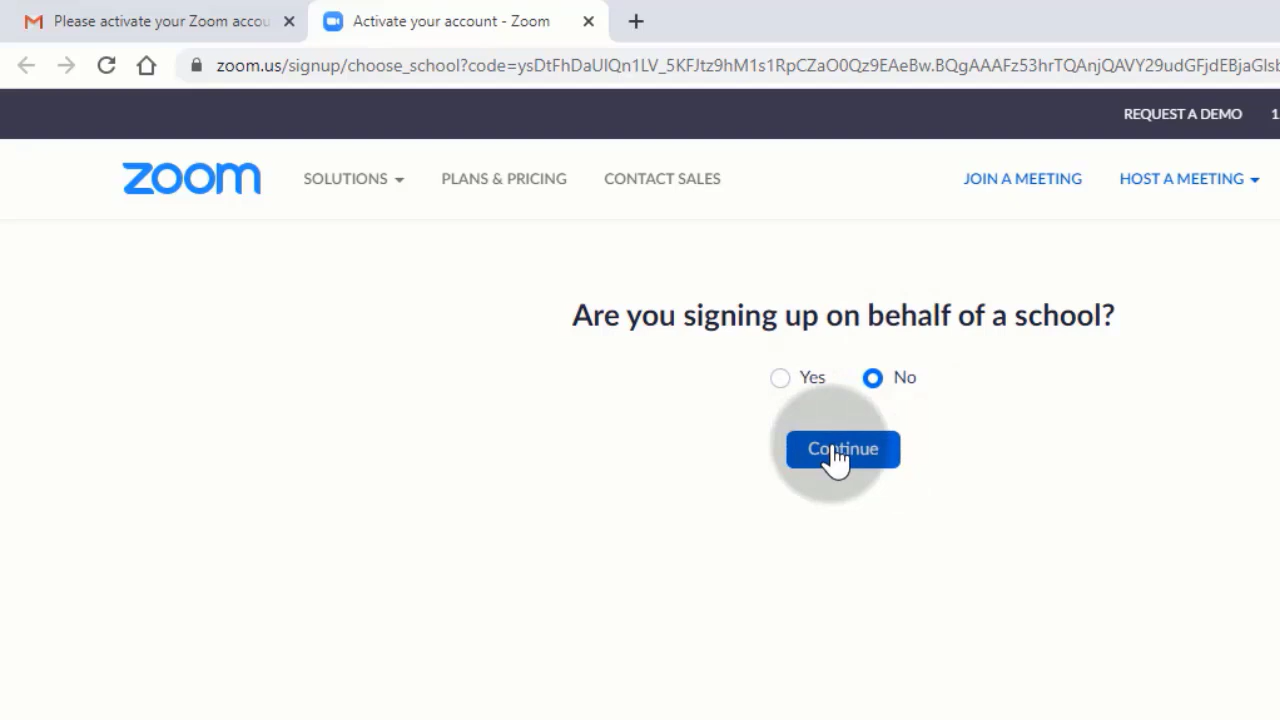 Please activate your Zoom accou
Activate your account - Zoom
zoom.us/signup/choose_school?code=ysDtFhDaUlQn1LV_5KFJtz9hM1s1RpCZaO0Qz9EAeBw.BQgAAAFz53hrTQAnjQAVY29udGFjdEBjaGlsb
REQUEST A DEMO 1
zoom SOLUTIONS PLANS & PRICING CONTACT SALES JOIN A MEETING HOST A MEETING
Are you signing up on behalf of a school?
Yes No
Continue